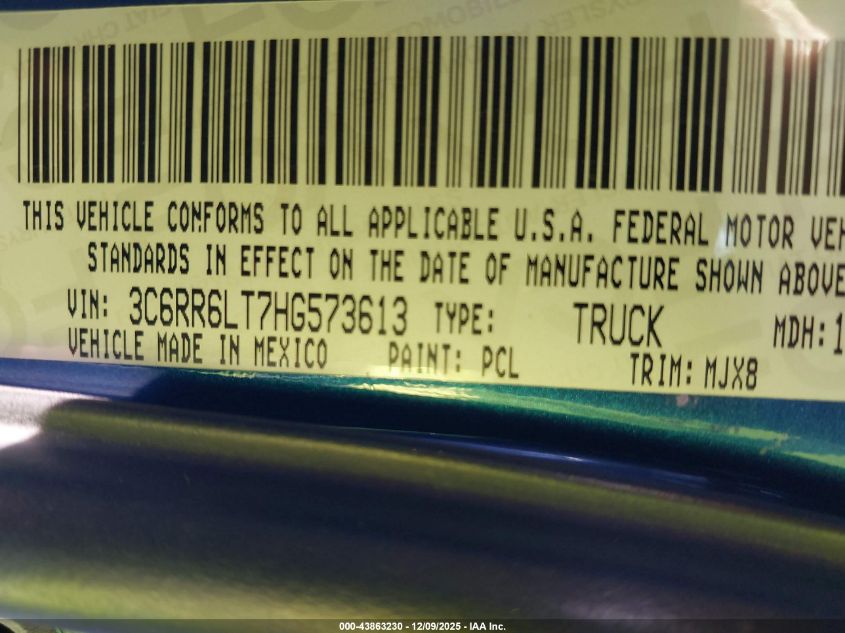 THIS VEHICLE CONFORMS TO ALL APPLICABLE U.S.A. FEDERAL MOTOR VEH
STANDARDS IN EFFECT ON THE DATE OF MANUFACTURE SHOWN ABOVE
VIN: 3C6RR6LT7HG573613 TYPE: TRUCK MDH: 1
VEHICLE MADE IN MEXICO PAINT: PCL TRIM: MJX8
000-43863230 - 12/09/2025 - IAA Inc.